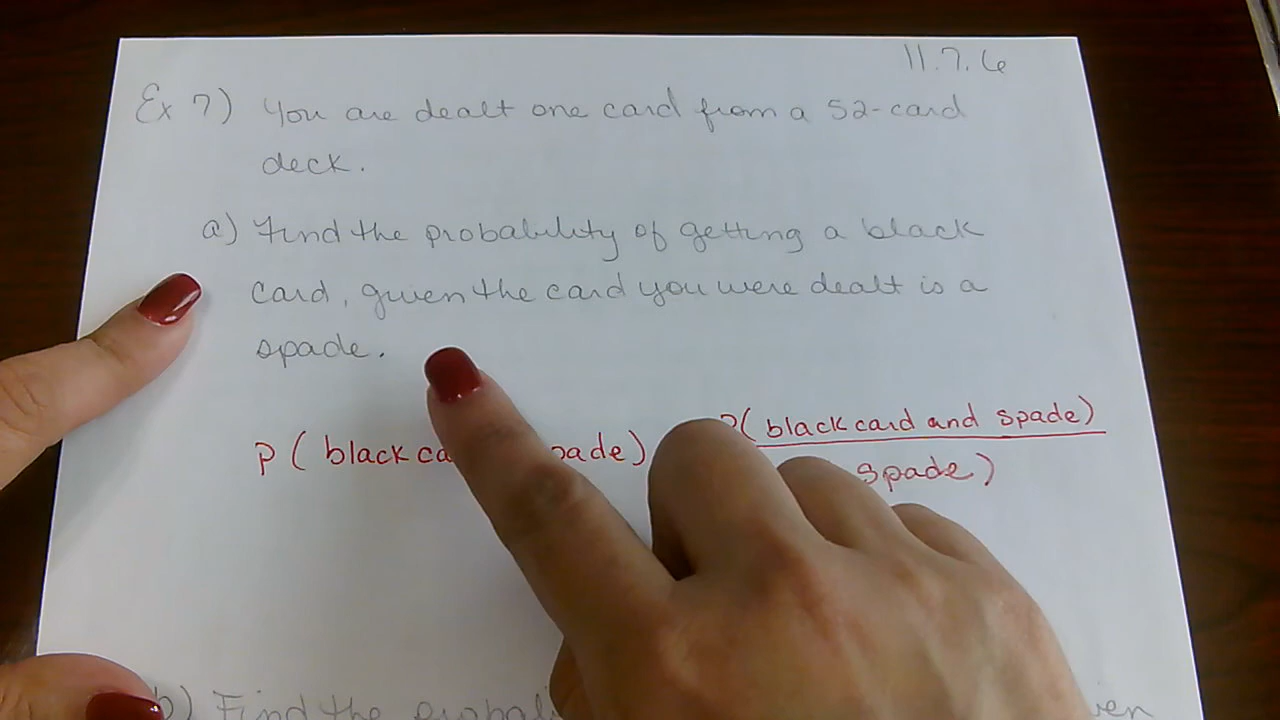 11.7.6
Ex 7) You are dealt one card from a 52-card
deck.
a) Find the probability of getting a black
card, given the card you were dealt is a
spade.
P(black card and spade)
P(black ca pade)
spade)
b) Find the